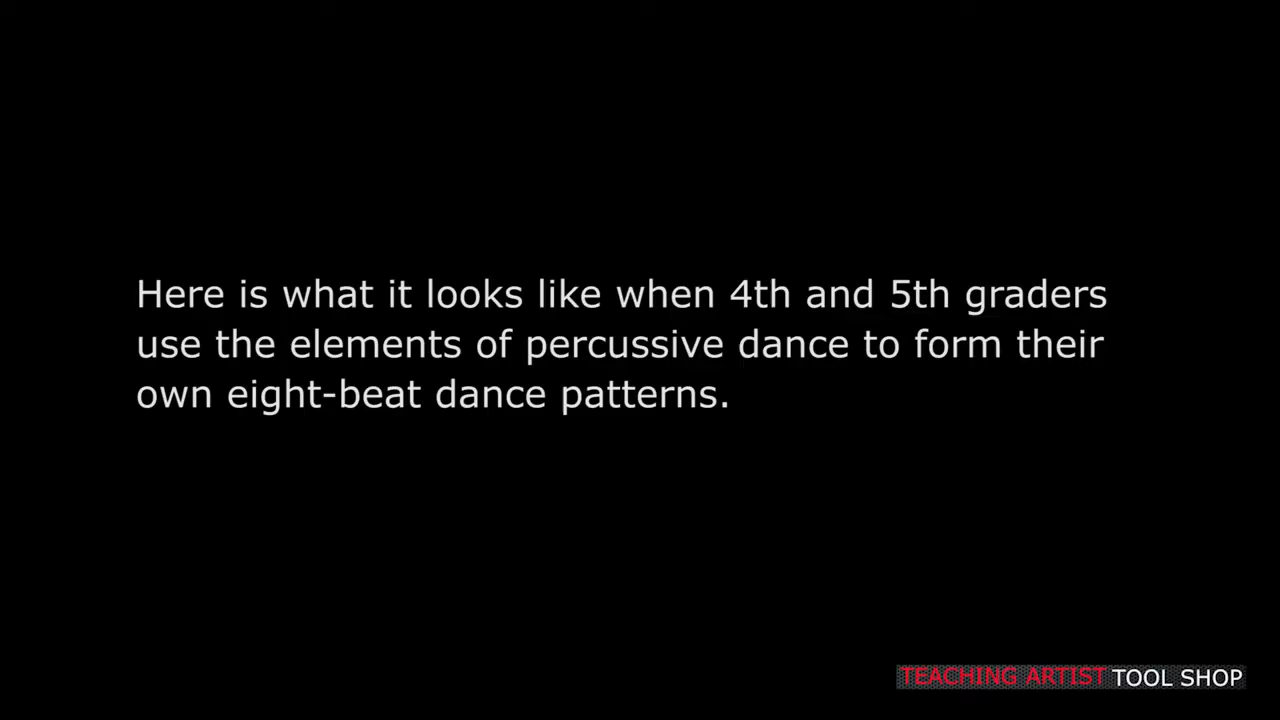 Here is what it looks like when 4th and 5th graders
use the elements of percussive dance to form their
own eight-beat dance patterns.
TEACHING ARTIST TOOL SHOP